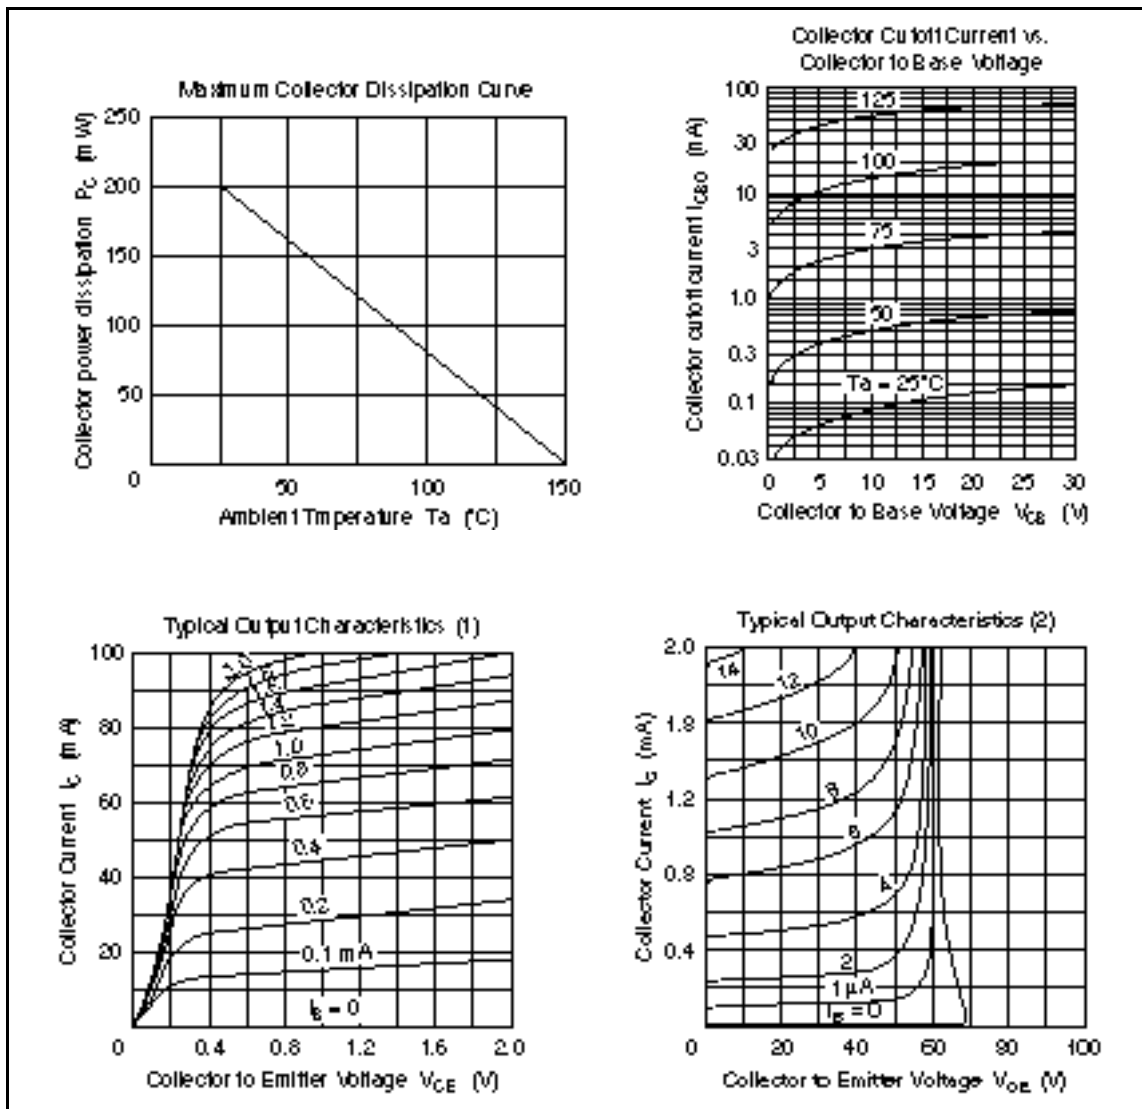 Maximum Collector Dissipation Curve
Collector power dissipation PC (mW)
250
200
150
100
50
0
50
100
150
Ambient Tmperature Ta (°C)
Collector Cutoff Current vs.
Collector to Base Voltage
Collector cutoff current ICBO (nA)
100
30
10
3
1.0
0.3
0.1
0.03
125
100
75
50
Ta = 25°C
0 5 10 15 20 25 30
Collector to Base Voltage VCB (V)
Typical Output Characteristics (1)
Collector Current IC (mA)
100
80
60
40
20
0
1.0
0.8
0.6
0.4
0.2
0.1 mA
IB = 0
0.4 0.8 1.2 1.6 2.0
Collector to Emitter Voltage VCE (V)
Typical Output Characteristics (2)
Collector Current IC (mA)
2.0
1.8
1.2
0.8
0.4
14
12
10
8
6
4
2
1 μA
IB = 0
0 20 40 60 80 100
Collector to Emitter Voltage VCE (V)